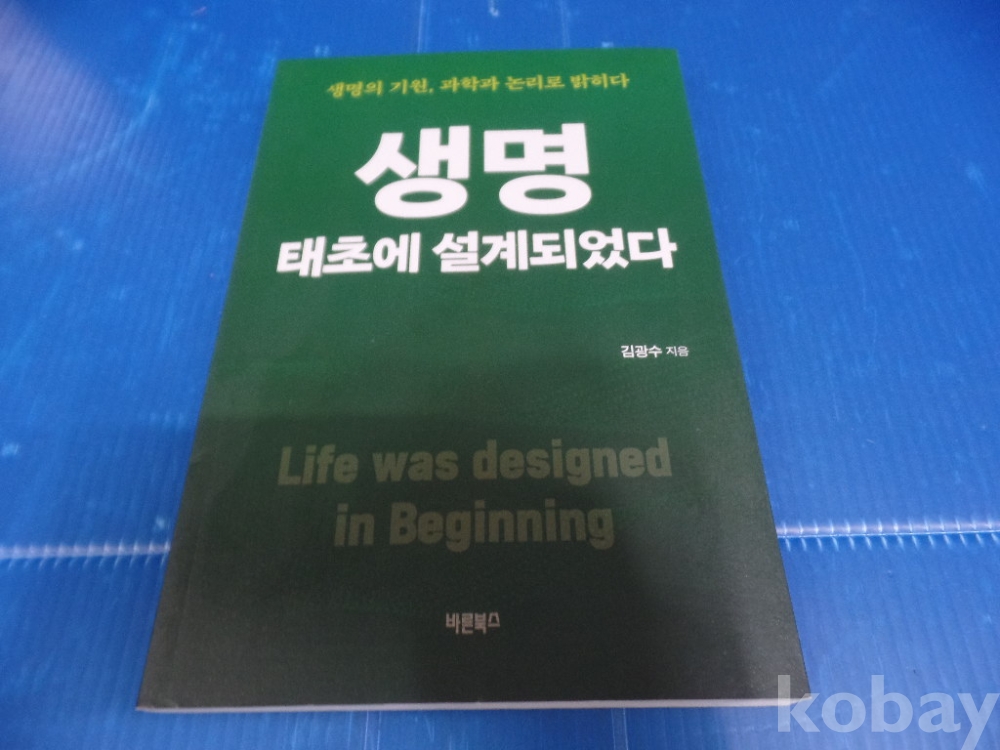 생명의 기원, 과학과 논리로 밝히다
생명
태초에 설계되었다
김광수 지음
Life was designed
in Beginning
바른북스
kobay